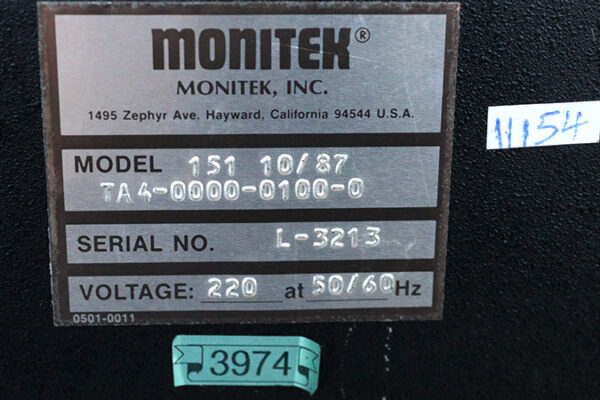 MONITEK®
MONITEK, INC.
1495 Zephyr Ave. Hayward, California 94544 U.S.A.
MODEL 151 10/87
TA4-0000-0100-0
SERIAL NO. L-3213
VOLTAGE: 220 at 50/60 Hz
0501-0011
11154
3974